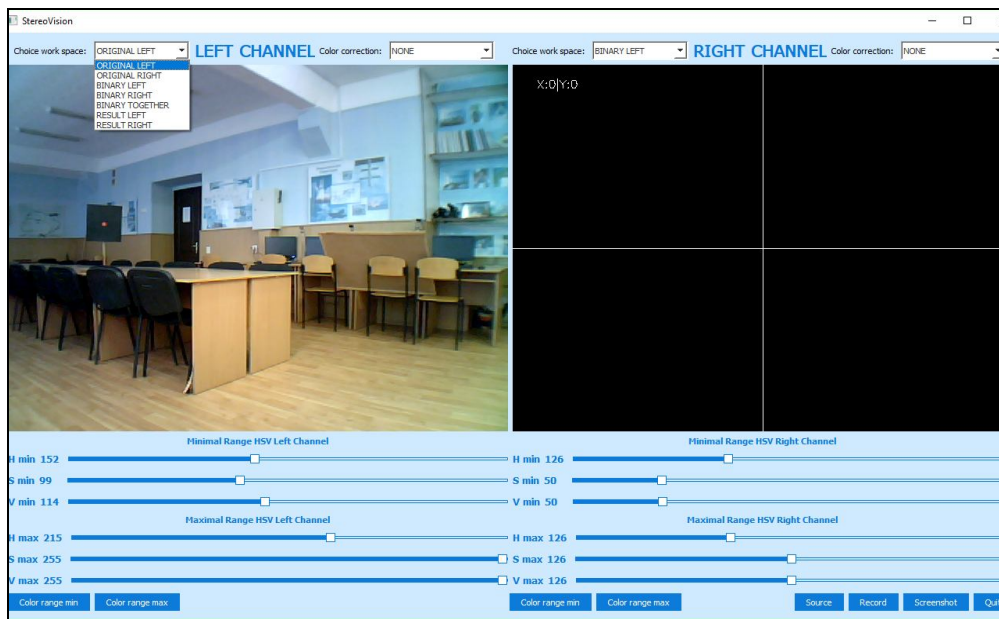 StereoVision
Choice work space: ORIGINAL LEFT LEFT CHANNEL Color correction: NONE
ORIGINAL LEFT
ORIGINAL RIGHT
BINARY LEFT
BINARY RIGHT
BINARY TOGETHER
RESULT LEFT
RESULT RIGHT
Choice work space: BINARY LEFT RIGHT CHANNEL Color correction: NONE
X:0|Y:0
Minimal Range HSV Left Channel
H min 152
S min 99
V min 114
Maximal Range HSV Left Channel
H max 215
S max 255
V max 255
Color range min Color range max
Minimal Range HSV Right Channel
H min 126
S min 50
V min 50
Maximal Range HSV Right Channel
H max 126
S max 126
V max 126
Color range min Color range max Source Record Screenshot Qui